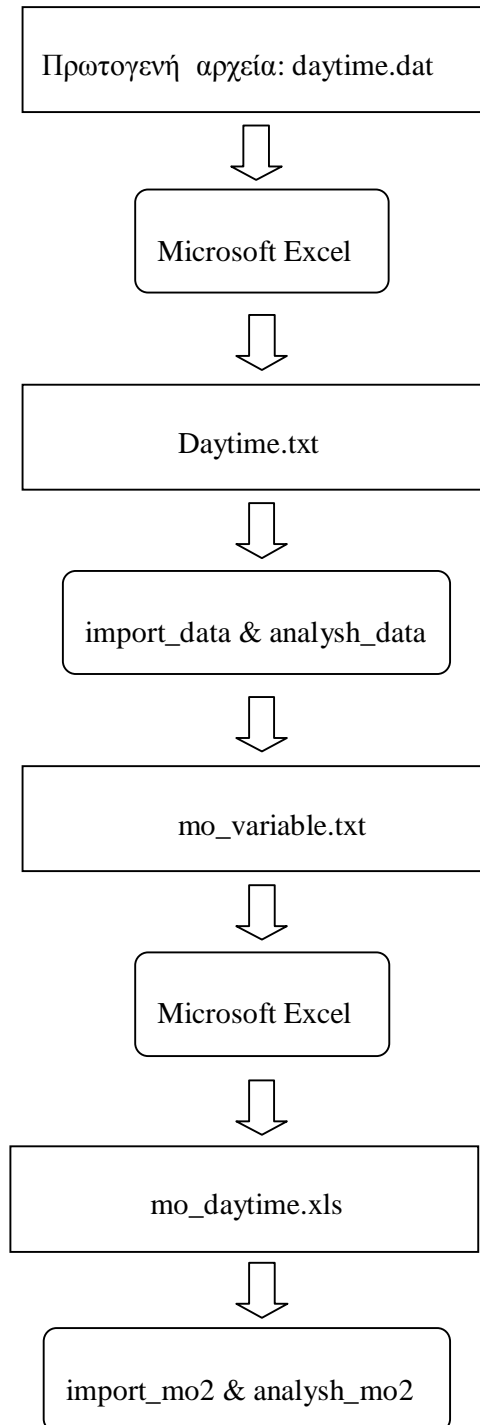 Πρωτογενή αρχεία: daytime.dat
Microsoft Excel
Daytime.txt
import_data & analysh_data
mo_variable.txt
Microsoft Excel
mo_daytime.xls
import_mo2 & analysh_mo2